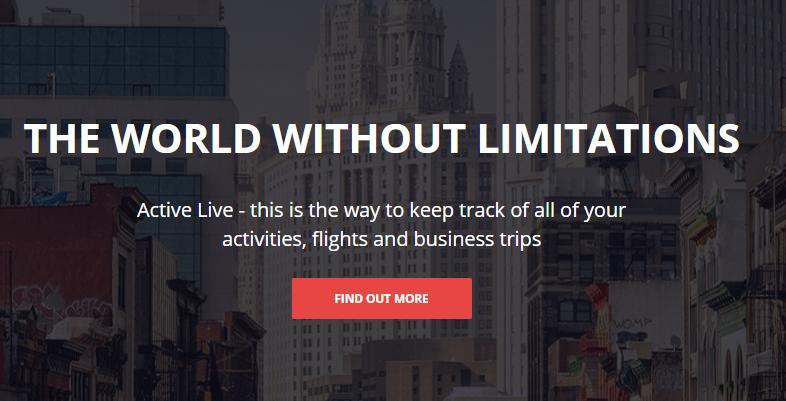 THE WORLD WITHOUT LIMITATIONS
Active Live - this is the way to keep track of all of your
activities, flights and business trips
FIND OUT MORE
WOMP